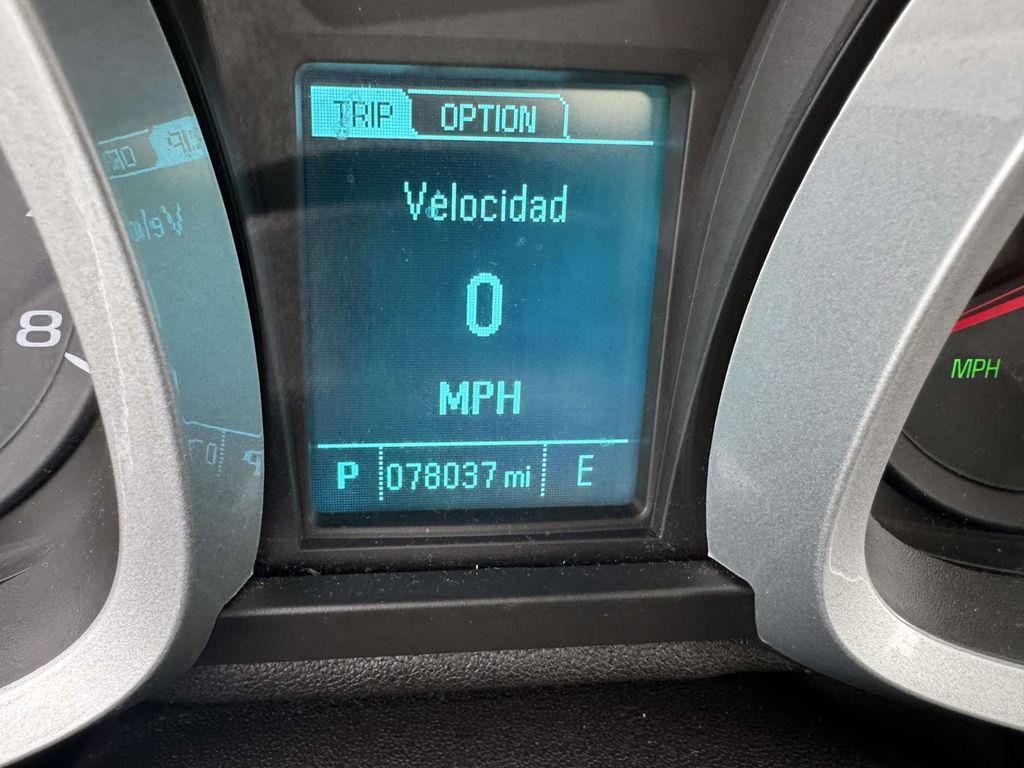 TRIP OPTION
Velocidad
0
MPH
P 078037 mi E
8
MPH